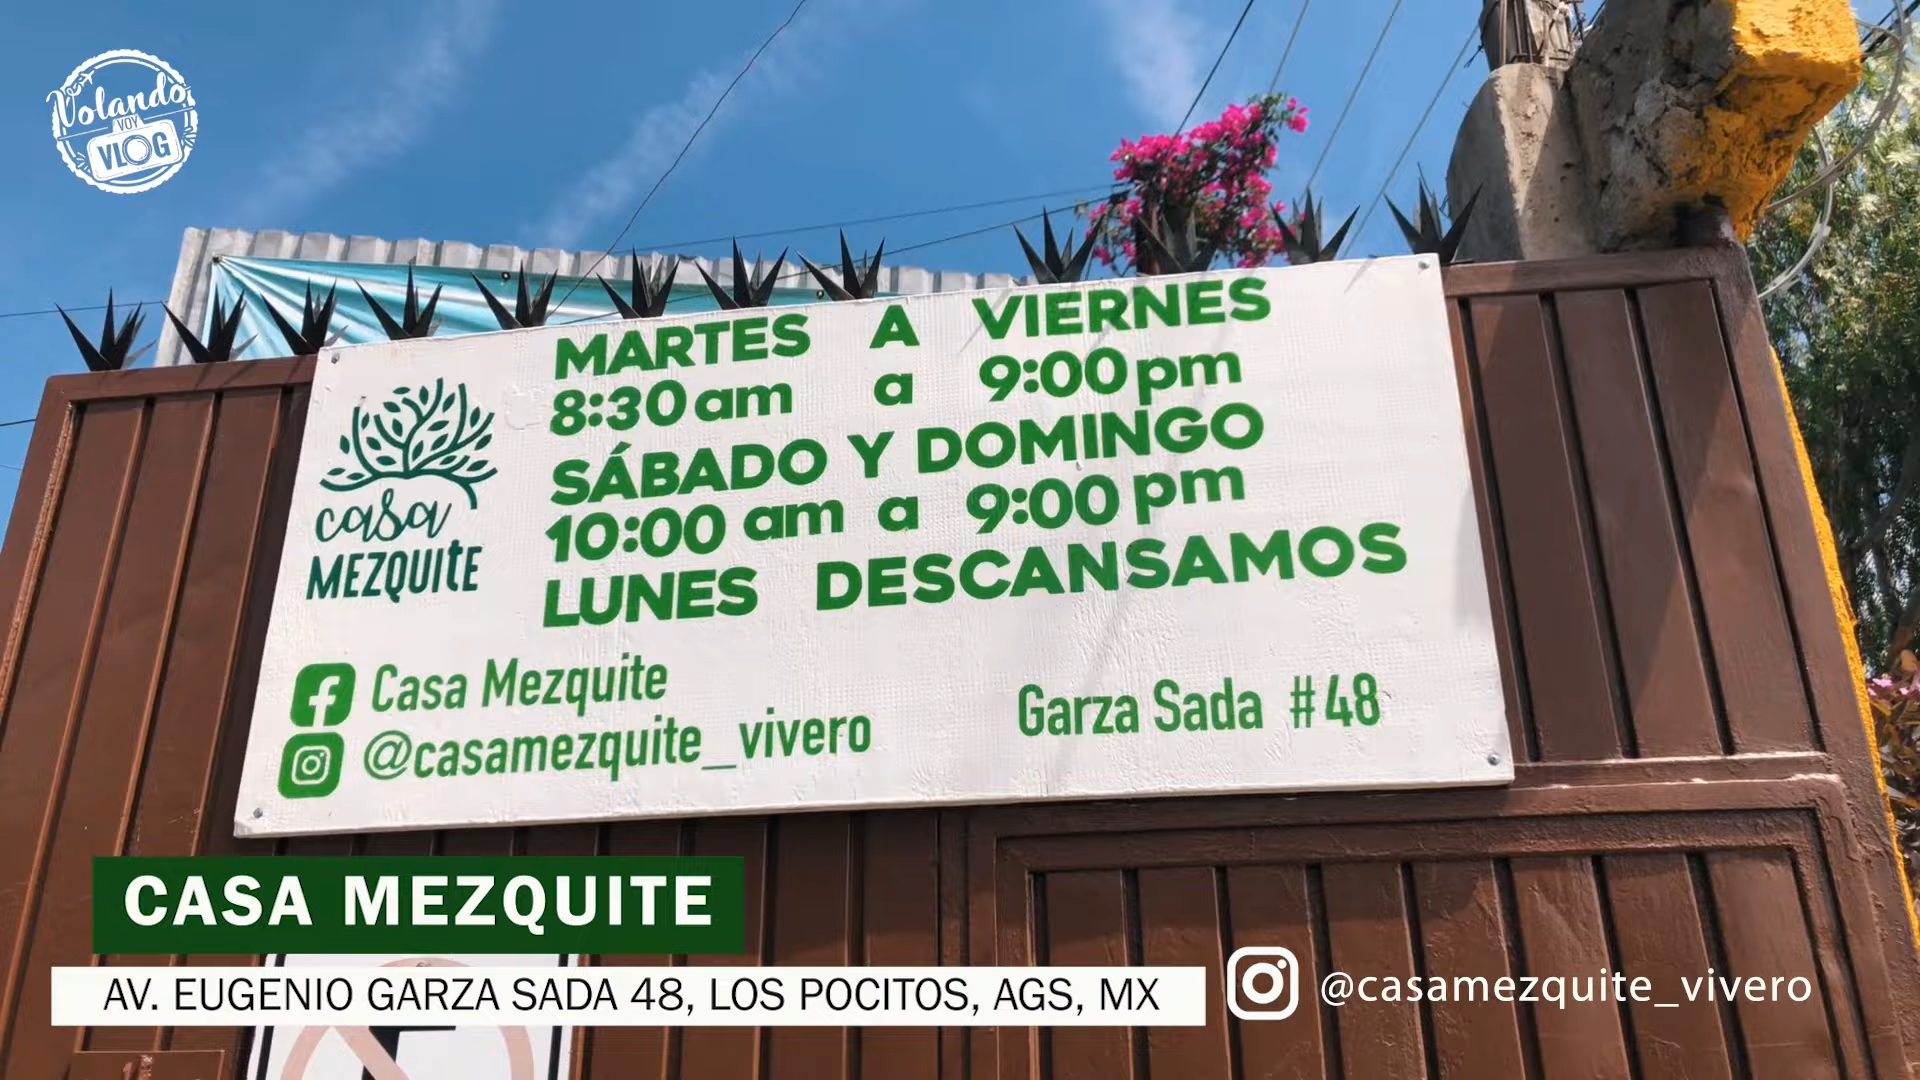 Volando
VOY
VLOG
MARTES A VIERNES
8:30 am a 9:00 pm
SÁBADO Y DOMINGO
10:00 am a 9:00 pm
LUNES DESCANSAMOS
casa
MEZQUITE
Casa Mezquite
@casamezquite_vivero
Garza Sada #48
CASA MEZQUITE
AV. EUGENIO GARZA SADA 48, LOS POCITOS, AGS, MX
@casamezquite_vivero